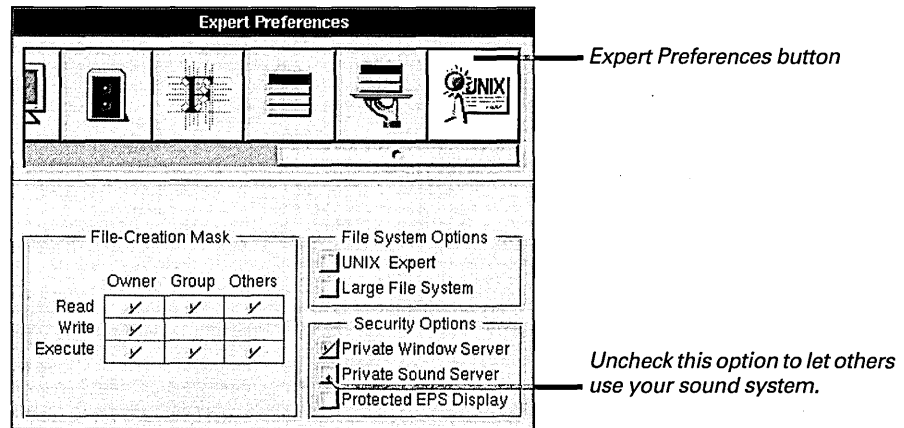 Expert Preferences
Expert Preferences button
F
UNIX
File-Creation Mask
Owner Group Others
Read
Write
Execute
File System Options
UNIX Expert
Large File System
Security Options
Private Window Server
Private Sound Server
Protected EPS Display
Uncheck this option to let others
use your sound system.